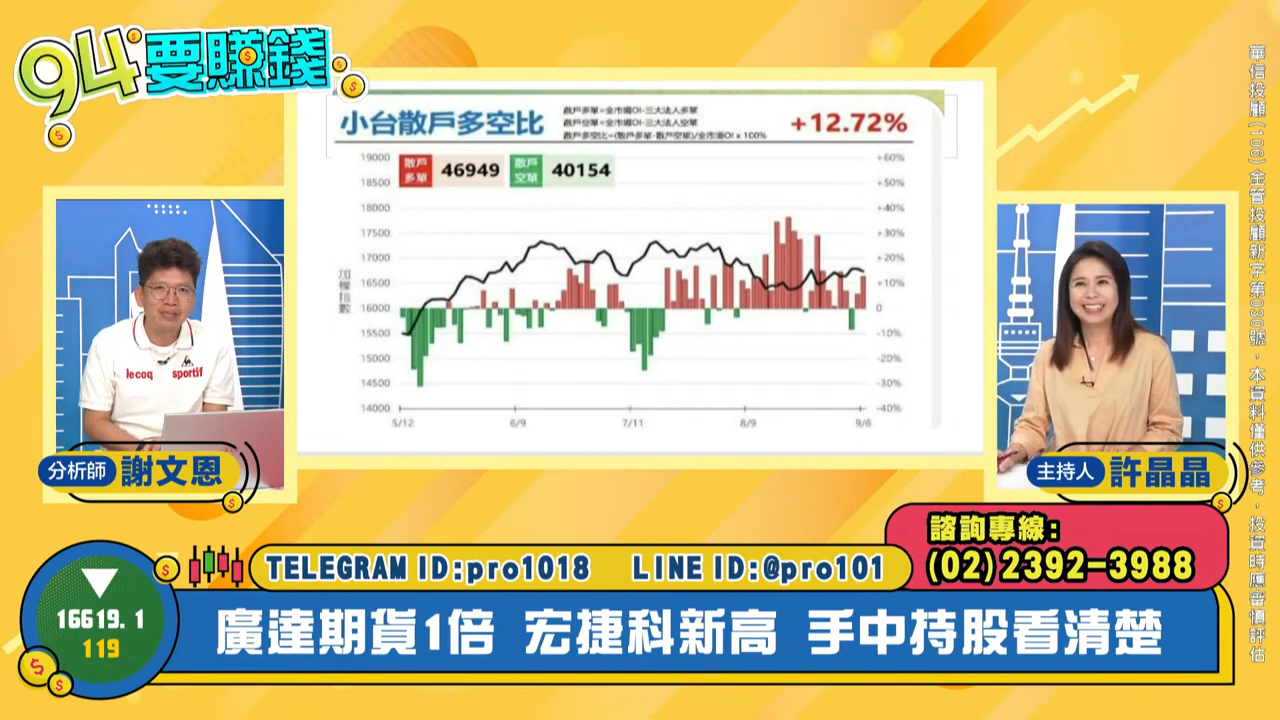 94要賺錢
小台散戶多空比
散戶多單=全市場OI-三大法人多單
散戶空單=全市場OI-三大法人空單
散戶多空比=(散戶多單-散戶空單)/全市場OI x 100%
+12.72%
散戶多單 46949 散戶空單 40154
19000
18500
18000
17500
17000
16500
16000
15500
15000
14500
14000
加權指數
+60%
+50%
+40%
+30%
+20%
+10%
0
-10%
-20%
-30%
-40%
5/12 6/9 7/11 8/9 9/6
lecoq sportif
分析師 謝文恩
主持人 許晶晶
華信投顧(106)金管投顧新字第030號，本資料僅供參考，投資時應審慎評估
諮詢專線:
(02)2392-3988
TELEGRAM ID:pro1018 LINE ID:@pro101
16619.1
119
廣達期貨1倍 宏捷科新高 手中持股看清楚